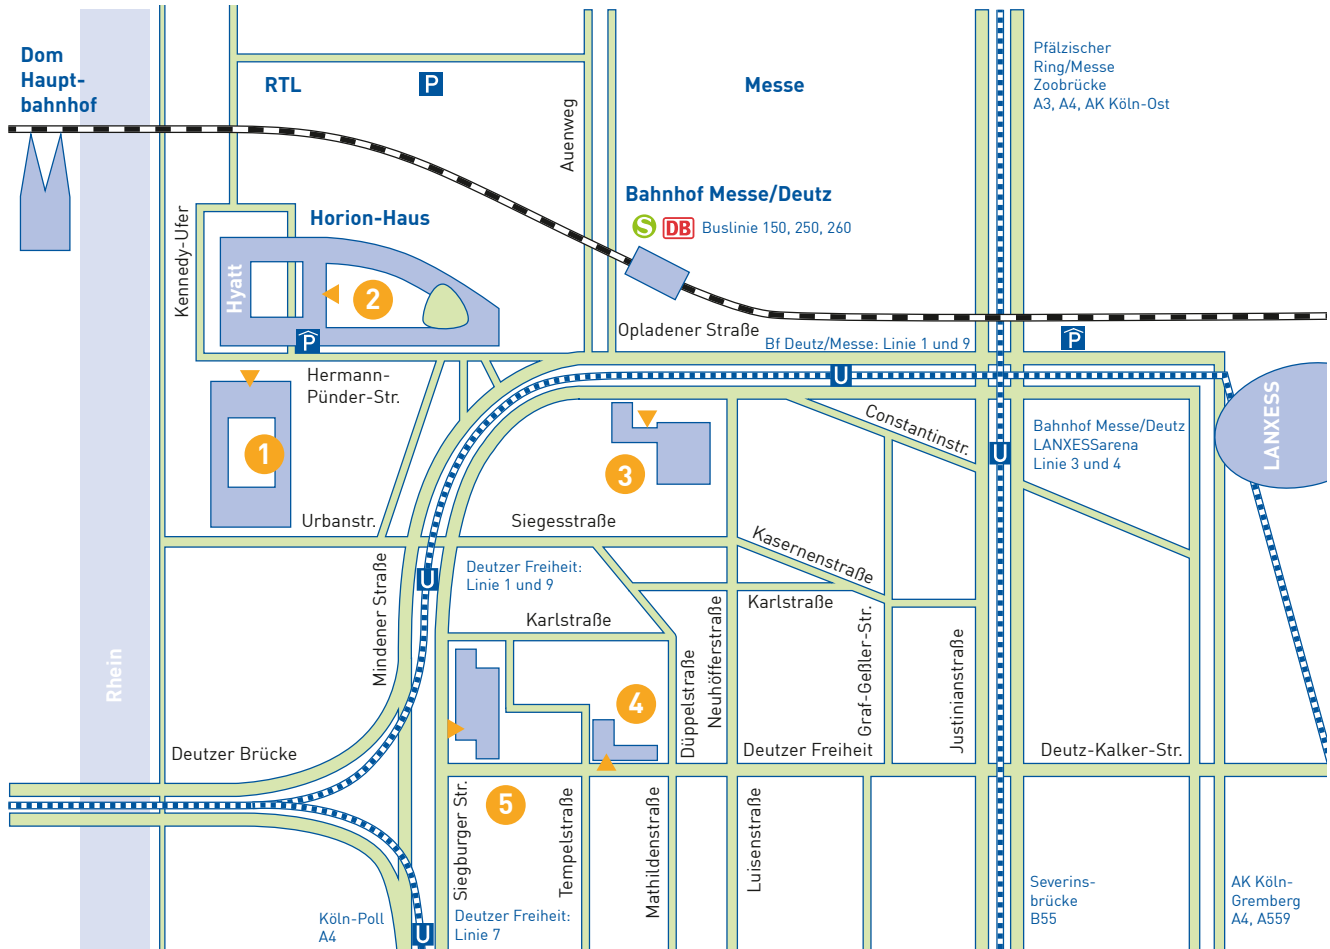 Dom
Haupt-
bahnhof
RTL
P
Messe
Pfälzischer
Ring/Messe
Zoobrücke
A3, A4, AK Köln-Ost
Auenweg
Bahnhof Messe/Deutz
S DB Buslinie 150, 250, 260
Kennedy-Ufer
Horion-Haus
Hyatt
2
P
Opladener Straße
Bf Deutz/Messe: Linie 1 und 9
P
Hermann-
Pünder-Str.
U
1
3
Constantinstr.
U
Bahnhof Messe/Deutz
LANXESSarena
Linie 3 und 4
LANXESS
Urbanstr.
Siegesstraße
Kasernenstraße
Mindener Straße
U
Deutzer Freiheit:
Linie 1 und 9
Karlstraße
Karlstraße
Rhein
4
Düppelstraße
Neuhöfferstraße
Graf-Geßler-Str.
Justinianstraße
Deutzer Brücke
Deutzer Freiheit
Deutz-Kalker-Str.
Siegburger Str.
5
Tempelstraße
Mathildenstraße
Luisenstraße
Köln-Poll
A4
U
Deutzer Freiheit:
Linie 7
Severins-
brücke
B55
AK Köln-
Gremberg
A4, A559